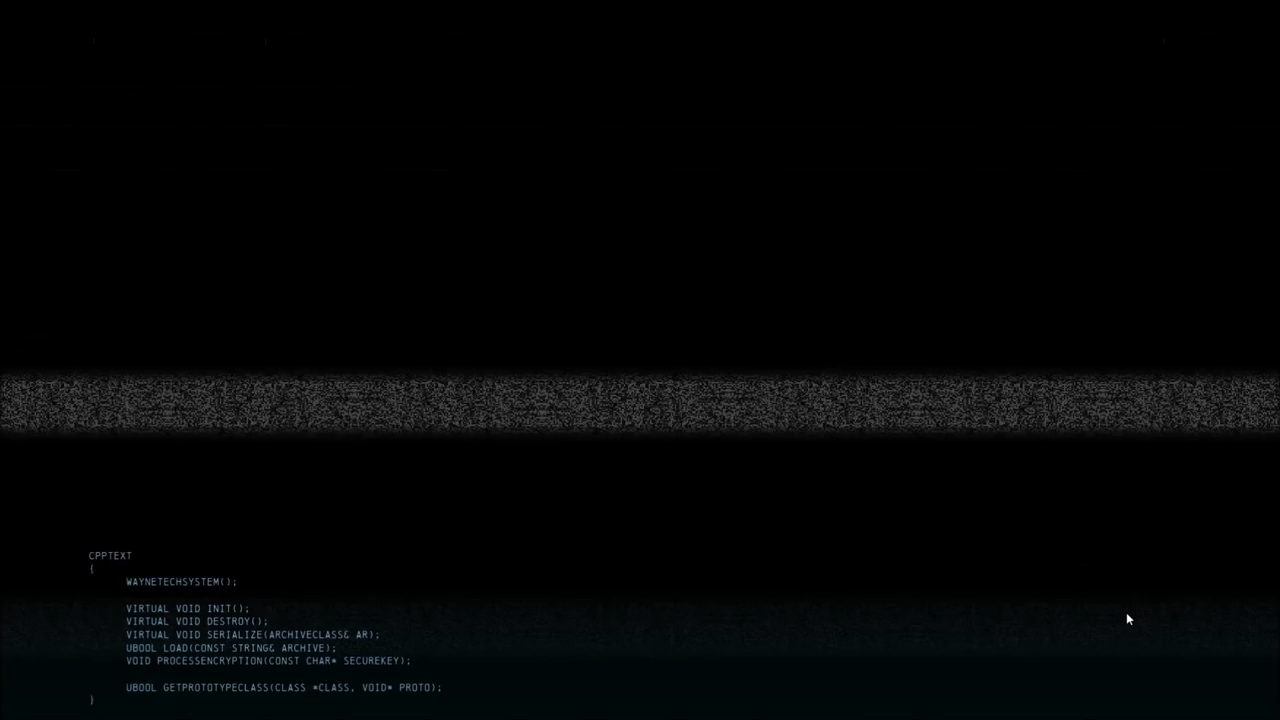 CPPTEXT
{
WAYNETECHSYSTEM();
VIRTUAL VOID INIT();
VIRTUAL VOID DESTROY();
VIRTUAL VOID SERIALIZE(ARCHIVECLASS& AR);
UBOOL LOAD(CONST STRING& ARCHIVE);
VOID PROCESSENCRYPTION(CONST CHAR* SECUREKEY);
UBOOL GETPROTOTYPECLASS(CLASS *CLASS, VOID* PROTO);
}